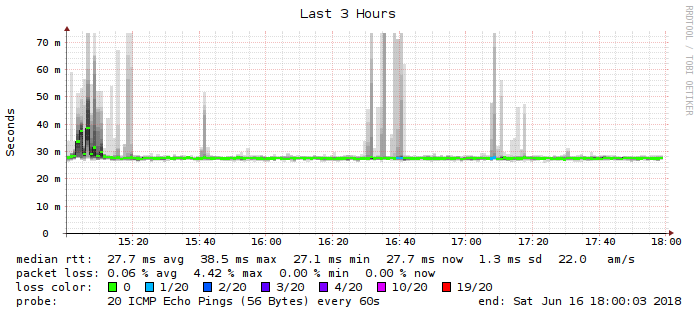 Last 3 Hours
RRDTOOL / TOBI OETIKER
Seconds
70 m
60 m
50 m
40 m
30 m
20 m
10 m
0
15:20 15:40 16:00 16:20 16:40 17:00 17:20 17:40 18:00
median rtt: 27.7 ms avg 38.5 ms max 27.1 ms min 27.7 ms now 1.3 ms sd 22.0 am/s
packet loss: 0.06 % avg 4.42 % max 0.00 % min 0.00 % now
loss color: 0 1/20 2/20 3/20 4/20 10/20 19/20
probe: 20 ICMP Echo Pings (56 Bytes) every 60s end: Sat Jun 16 18:00:03 2018